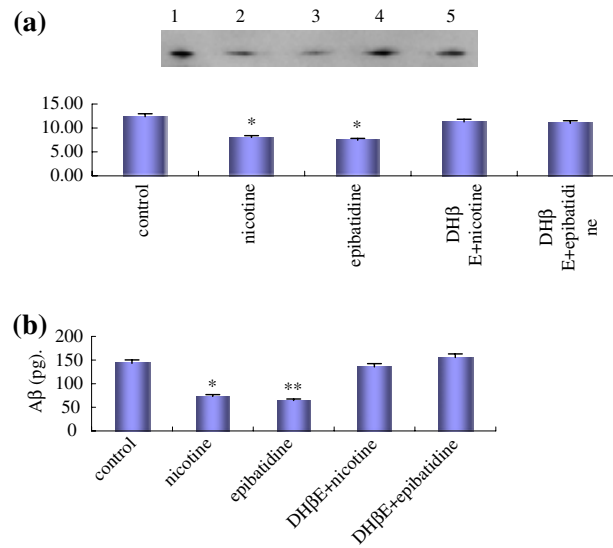 (a)
1 2 3 4 5
15.00
10.00
5.00
0.00
* *
control
nicotine
epibatidine
DHβ
E+nicotine
DHβ
E+epibatidi
ne
(b)
Aβ (pg).
200
150
100
50
0
* **
control
nicotine
epibatidine
DHβE+nicotine
DHβE+epibatidine